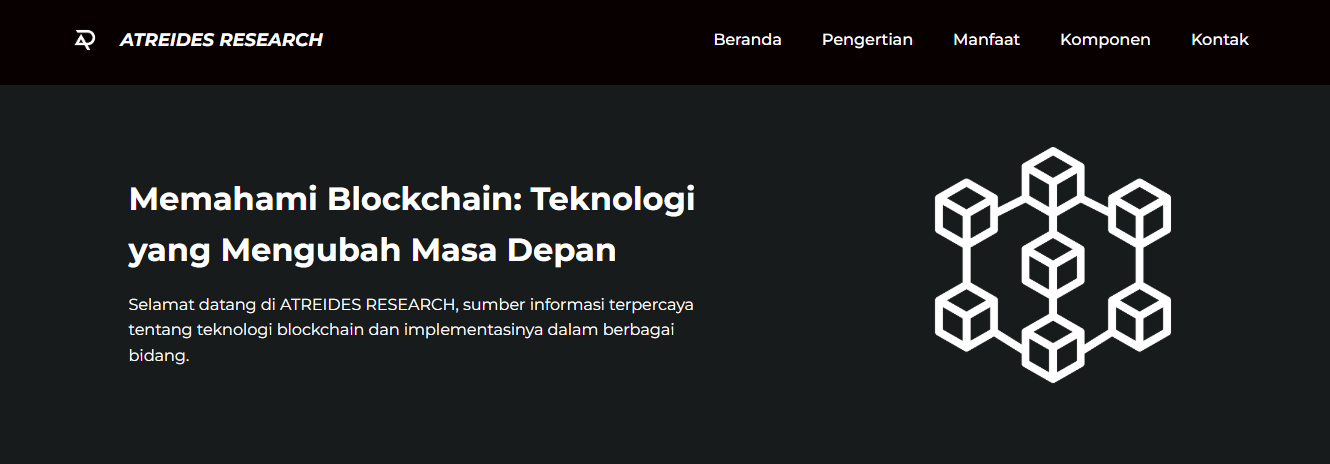 ATREIDES RESEARCH
Beranda Pengertian Manfaat Komponen Kontak
Memahami Blockchain: Teknologi
yang Mengubah Masa Depan
Selamat datang di ATREIDES RESEARCH, sumber informasi terpercaya
tentang teknologi blockchain dan implementasinya dalam berbagai
bidang.